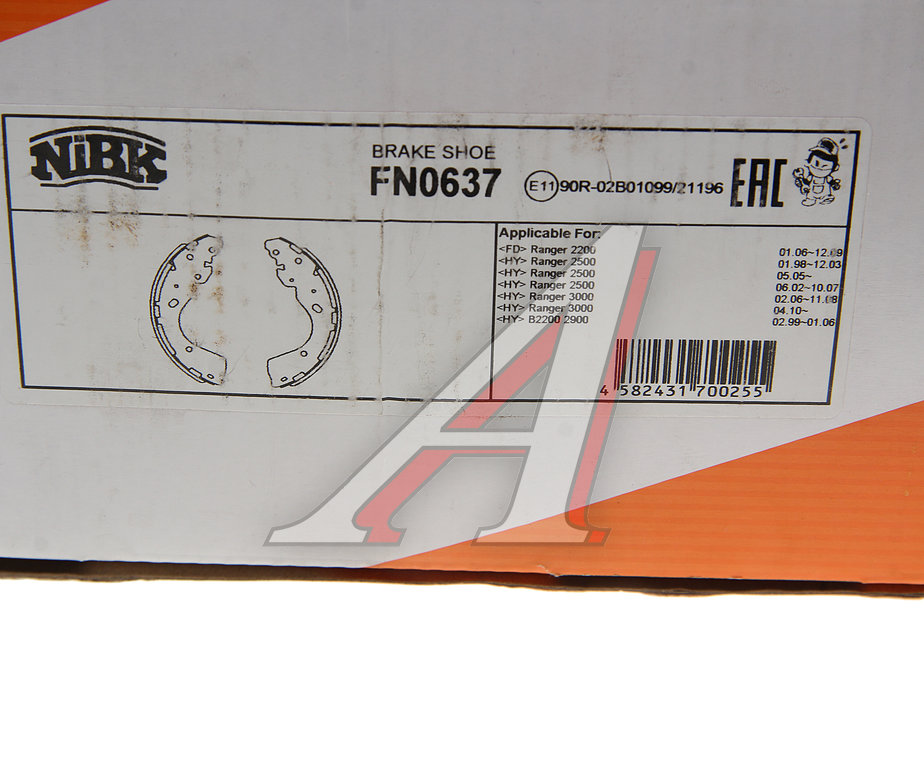 NiBK
BRAKE SHOE
FN0637
E11 90R-02B01099/21196
EAC
Applicable For:
<FD> Ranger 2200 01.06~12.09
<HY> Ranger 2500 01.98~12.03
<HY> Ranger 2500 05.05~
<HY> Ranger 2500 06.02~10.07
<HY> Ranger 3000 02.06~11.08
<HY> Ranger 3000 04.10~
<HY> B2200 2900 02.99~01.06
4 582431 700255